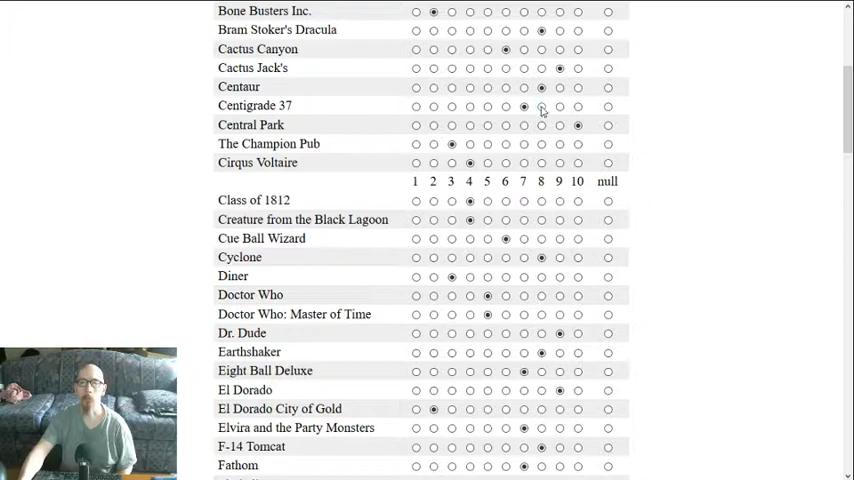 Bone Busters Inc.
Bram Stoker's Dracula
Cactus Canyon
Cactus Jack's
Centaur
Centigrade 37
Central Park
The Champion Pub
Cirqus Voltaire
1 2 3 4 5 6 7 8 9 10 null
Class of 1812
Creature from the Black Lagoon
Cue Ball Wizard
Cyclone
Diner
Doctor Who
Doctor Who: Master of Time
Dr. Dude
Earthshaker
Eight Ball Deluxe
El Dorado
El Dorado City of Gold
Elvira and the Party Monsters
F-14 Tomcat
Fathom